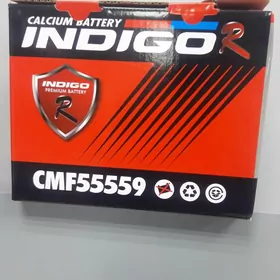 CALCIUM BATTERY
INDIGO R
INDIGO
PREMIUM BATTERY
R
CMF55559